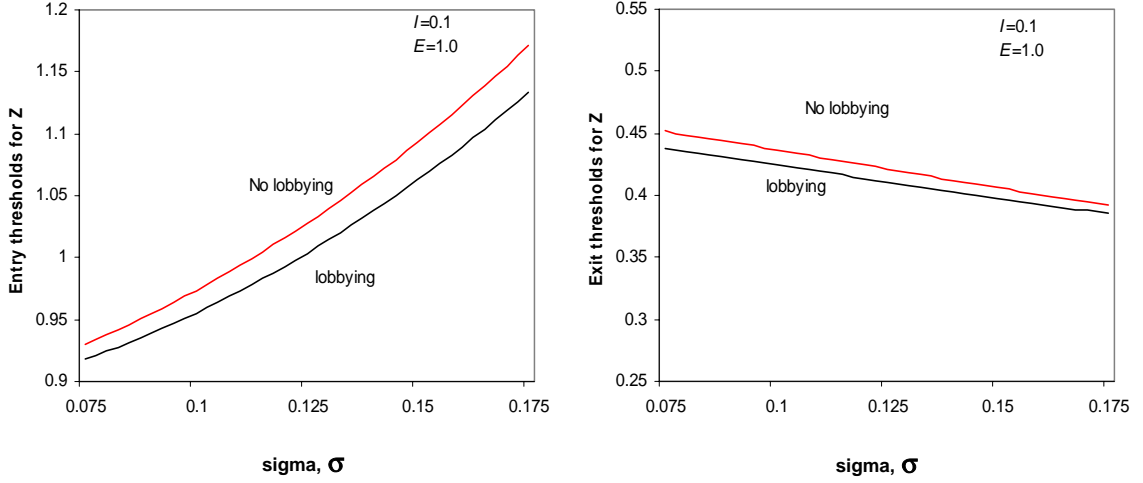 1.2
1.15
1.1
1.05
1
0.95
0.9
Entry thresholds for Z
I=0.1
E=1.0
No lobbying
lobbying
0.075 0.1 0.125 0.15 0.175
sigma, σ
0.55
0.5
0.45
0.4
0.35
0.3
0.25
Exit thresholds for Z
I=0.1
E=1.0
No lobbying
lobbying
0.075 0.1 0.125 0.15 0.175
sigma, σ